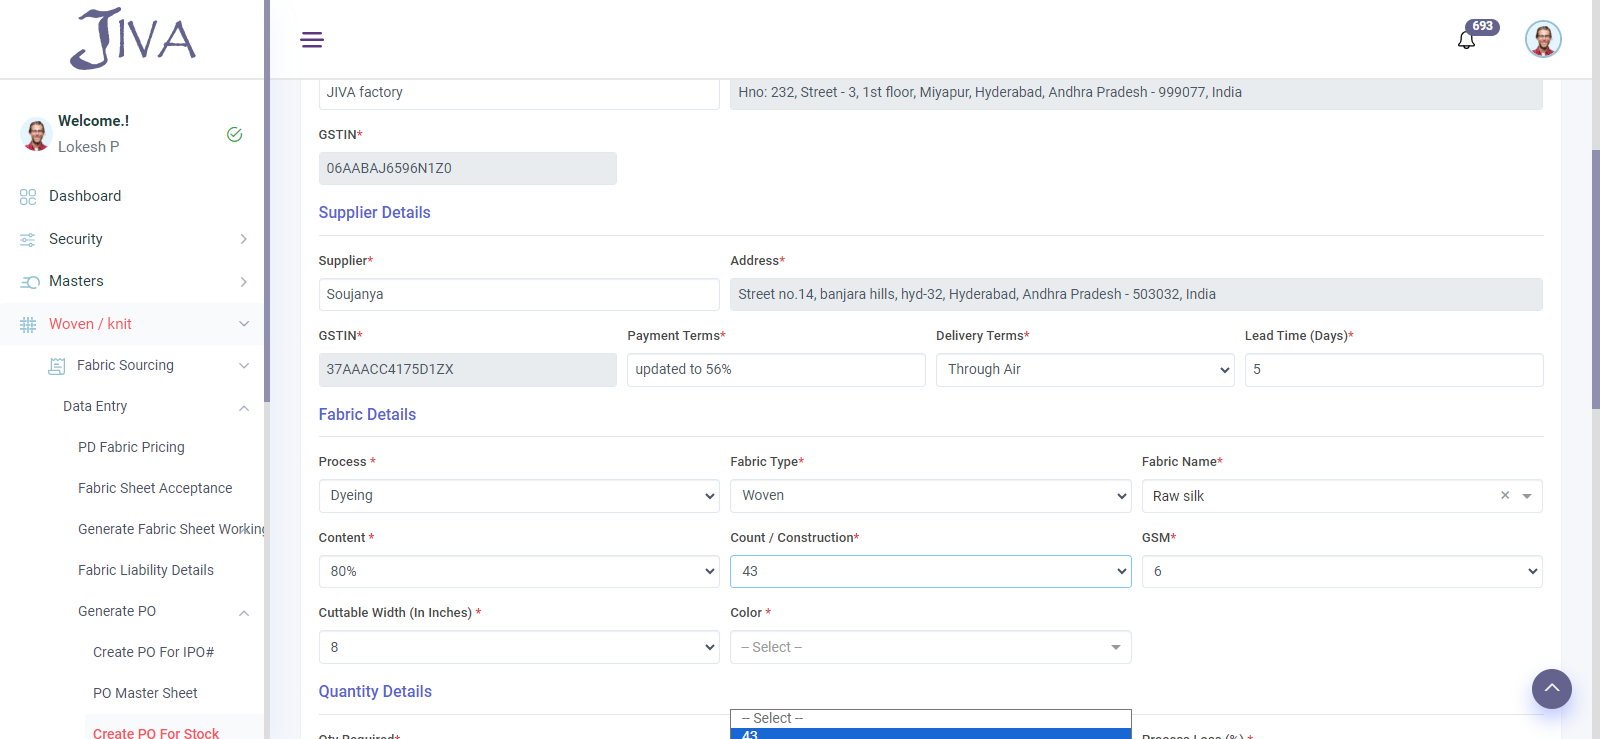 JIVA
693
Welcome.!
Lokesh P
Dashboard
Security
Masters
Woven / knit
Fabric Sourcing
Data Entry
PD Fabric Pricing
Fabric Sheet Acceptance
Generate Fabric Sheet Working
Fabric Liability Details
Generate PO
Create PO For IPO#
PO Master Sheet
Create PO For Stock
JIVA factory
Hno: 232, Street - 3, 1st floor, Miyapur, Hyderabad, Andhra Pradesh - 999077, India
GSTIN*
06AABAJ6596N1Z0
Supplier Details
Supplier* Address*
Soujanya Street no.14, banjara hills, hyd-32, Hyderabad, Andhra Pradesh - 503032, India
GSTIN* Payment Terms* Delivery Terms* Lead Time (Days)*
37AAACC4175D1ZX updated to 56% Through Air 5
Fabric Details
Process * Fabric Type* Fabric Name*
Dyeing Woven Raw silk ×
Content * Count / Construction* GSM*
80% 43 6
Cuttable Width (In Inches) * Color *
8 -- Select --
Quantity Details
-- Select --
43
Qty Required* Process Loss (%) *